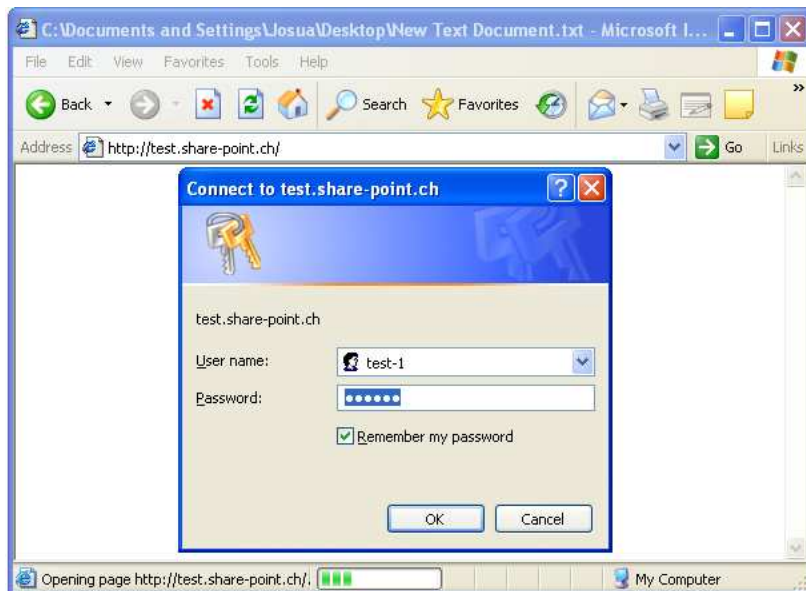 C:\Documents and Settings\Josua\Desktop\New Text Document.txt - Microsoft I...
File Edit View Favorites Tools Help
Back Search Favorites »
Address http://test.share-point.ch/ Go Links
Connect to test.share-point.ch
test.share-point.ch
User name: test-1
Password: ••••••
Remember my password
OK Cancel
Opening page http://test.share-point.ch/. My Computer